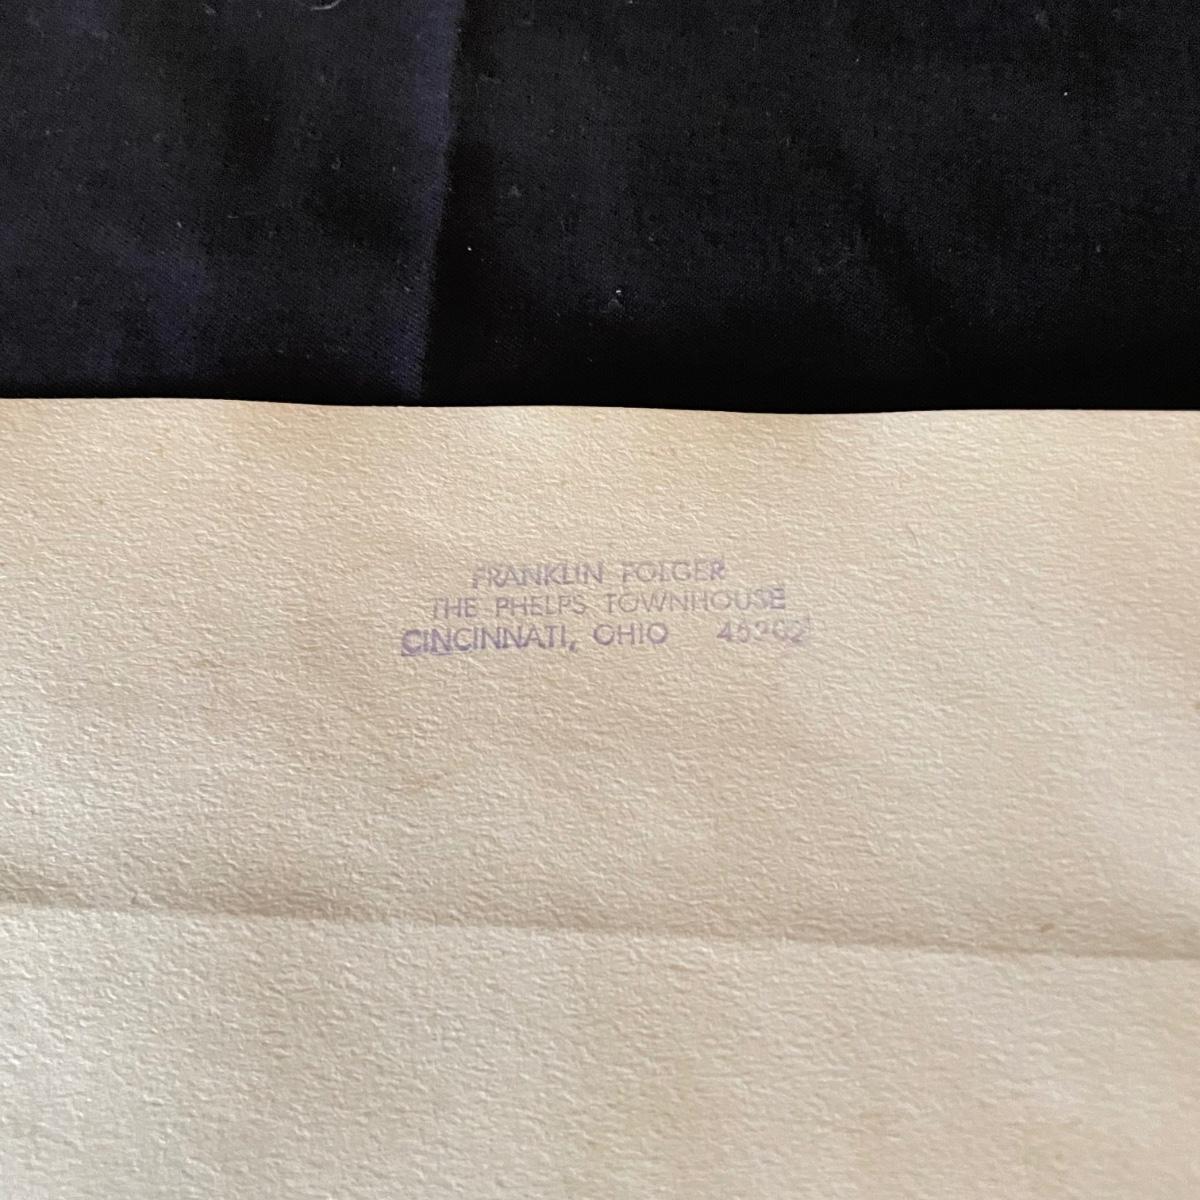 FRANKLIN FOLGER
THE PHELPS TOWNHOUSE
CINCINNATI, OHIO 45202